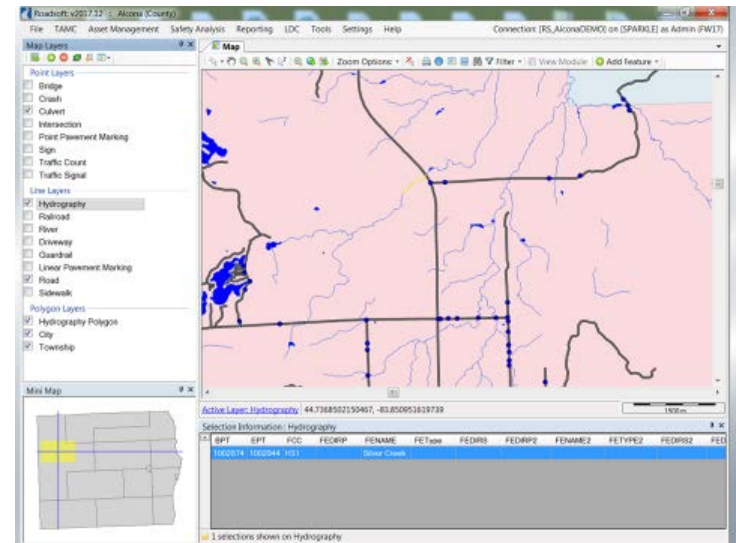 Roadsoft: v2017.12 : Alcona (County)
File TAMC Asset Management Safety Analysis Reporting LDC Tools Settings Help Connection: [RS_AlconaDEMO] on [SPARKLE] as Admin (FW17)
Map Layers
Map
Zoom Options: Filter View Module Add Feature
Point Layers
Bridge
Crash
Culvert
Intersection
Point Pavement Marking
Sign
Traffic Count
Traffic Signal
Line Layers
Hydrography
Railroad
River
Driveway
Guardrail
Linear Pavement Marking
Road
Sidewalk
Polygon Layers
Hydrography Polygon
City
Township
Mini Map
Active Layer: Hydrography 44.7368502150467, -83.850951619739
1500 m
Selection Information: Hydrography
BPT EPT FCC FEDIRP FENAME FEType FEDIRS FEDIRP2 FENAME2 FETYPE2 FEDIRS2 FED
1002874 1002944 H31 Silver Creek
1 selections shown on Hydrography